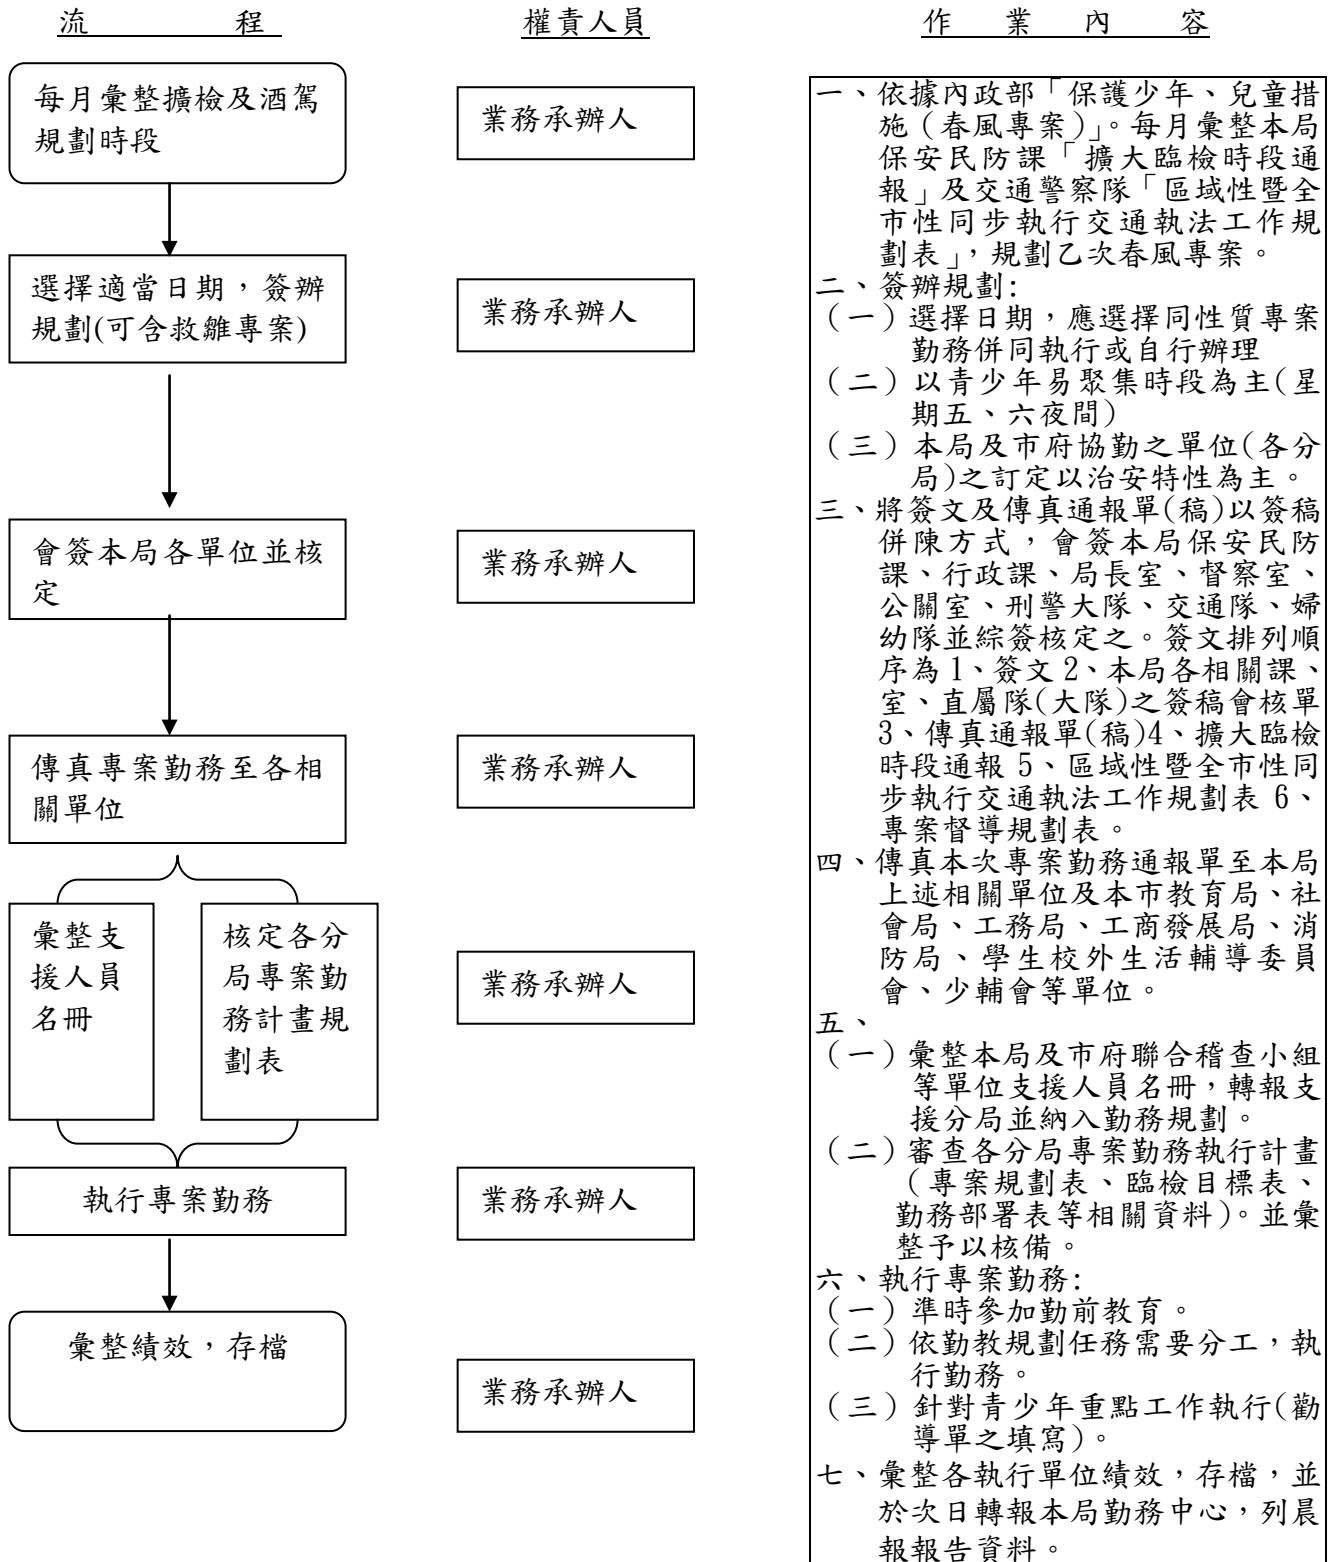 流程
權責人員
作業內容
每月彙整擴檢及酒駕
規劃時段
業務承辦人
選擇適當日期，簽辦
規劃(可含救雛專案)
業務承辦人
會簽本局各單位並核
定
業務承辦人
傳真專案勤務至各相
關單位
業務承辦人
彙整支
援人員
名冊
核定各分
局專案勤
務計畫規
劃表
業務承辦人
執行專案勤務
業務承辦人
彙整績效，存檔
業務承辦人
一、依據內政部「保護少年、兒童措
施（春風專案）」。每月彙整本局
保安民防課「擴大臨檢時段通
報」及交通警察隊「區域性暨全
市性同步執行交通執法工作規
劃表」，規劃乙次春風專案。
二、簽辦規劃:
（一）選擇日期，應選擇同性質專案
勤務併同執行或自行辦理
（二）以青少年易聚集時段為主(星
期五、六夜間)
（三）本局及市府協勤之單位(各分
局)之訂定以治安特性為主。
三、將簽文及傳真通報單(稿)以簽稿
併陳方式，會簽本局保安民防
課、行政課、局長室、督察室、
公關室、刑警大隊、交通隊、婦
幼隊並綜簽核定之。簽文排列順
序為 1、簽文 2、本局各相關課、
室、直屬隊(大隊)之簽稿會核單
3、傳真通報單(稿)4、擴大臨檢
時段通報 5、區域性暨全市性同
步執行交通執法工作規劃表 6、
專案督導規劃表。
四、傳真本次專案勤務通報單至本局
上述相關單位及本市教育局、社
會局、工務局、工商發展局、消
防局、學生校外生活輔導委員
會、少輔會等單位。
五、
（一）彙整本局及市府聯合稽查小組
等單位支援人員名冊，轉報支
援分局並納入勤務規劃。
（二）審查各分局專案勤務執行計畫
（專案規劃表、臨檢目標表、
勤務部署表等相關資料)。並彙
整予以核備。
六、執行專案勤務:
（一）準時參加勤前教育。
（二）依勤教規劃任務需要分工，執
行勤務。
（三）針對青少年重點工作執行(勸
導單之填寫)。
七、彙整各執行單位績效，存檔，並
於次日轉報本局勤務中心，列晨
報報告資料。